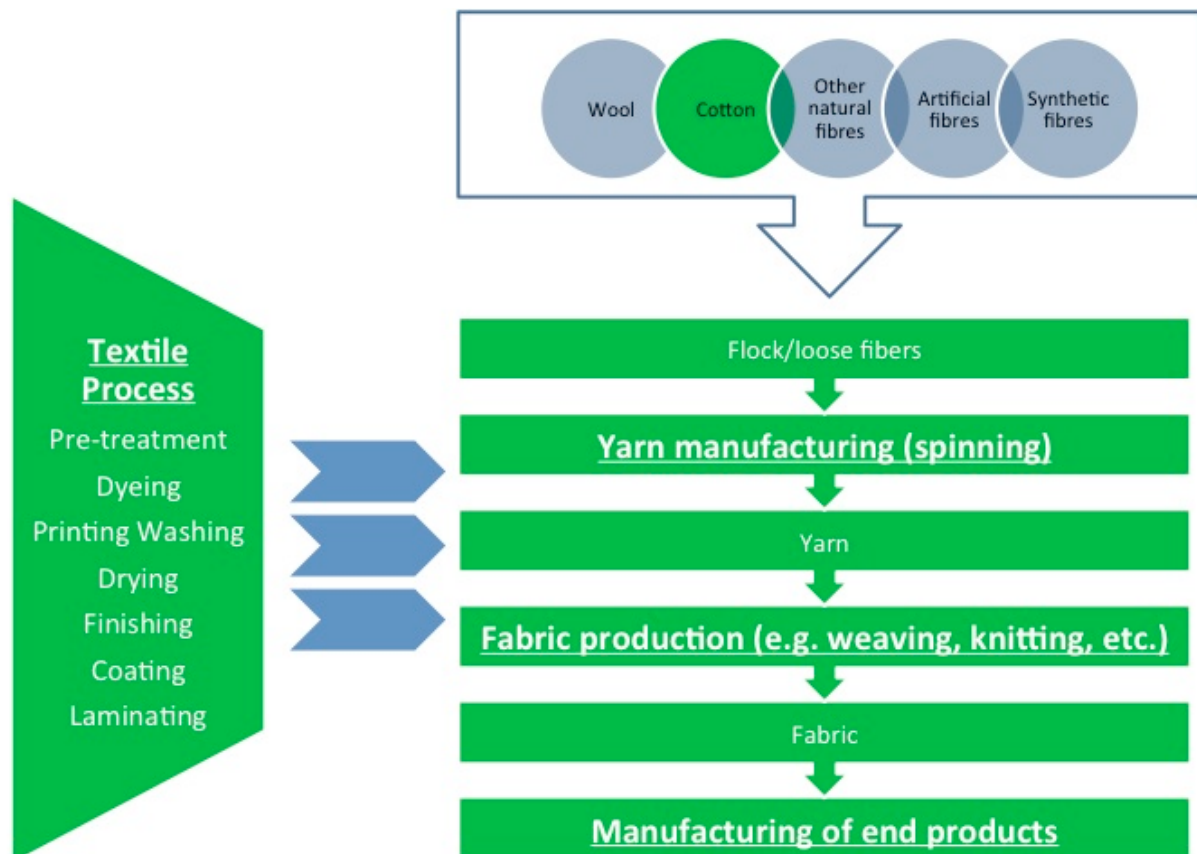 Wool
Cotton
Other
natural
fibres
Artificial
fibres
Synthetic
fibres
Textile
Process
Pre-treatment
Dyeing
Printing Washing
Drying
Finishing
Coating
Laminating
Flock/loose fibers
Yarn manufacturing (spinning)
Yarn
Fabric production (e.g. weaving, knitting, etc.)
Fabric
Manufacturing of end products